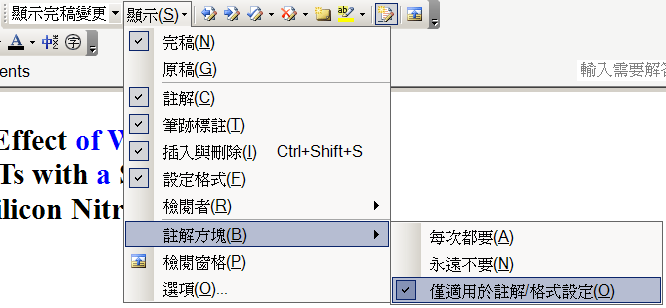 顯示完稿變更 顯示(S)
完稿(N)
原稿(G)
註解(C)
筆跡標註(T)
插入與刪除(I) Ctrl+Shift+S
設定格式(F)
檢閱者(R)
註解方塊(B)
檢閱窗格(P)
選項(O)...
每次都要(A)
永遠不要(N)
僅適用於註解/格式設定(O)
A 中 字
ents
輸入需要解答
Effect of W
Ts with a S
ilicon Nitr